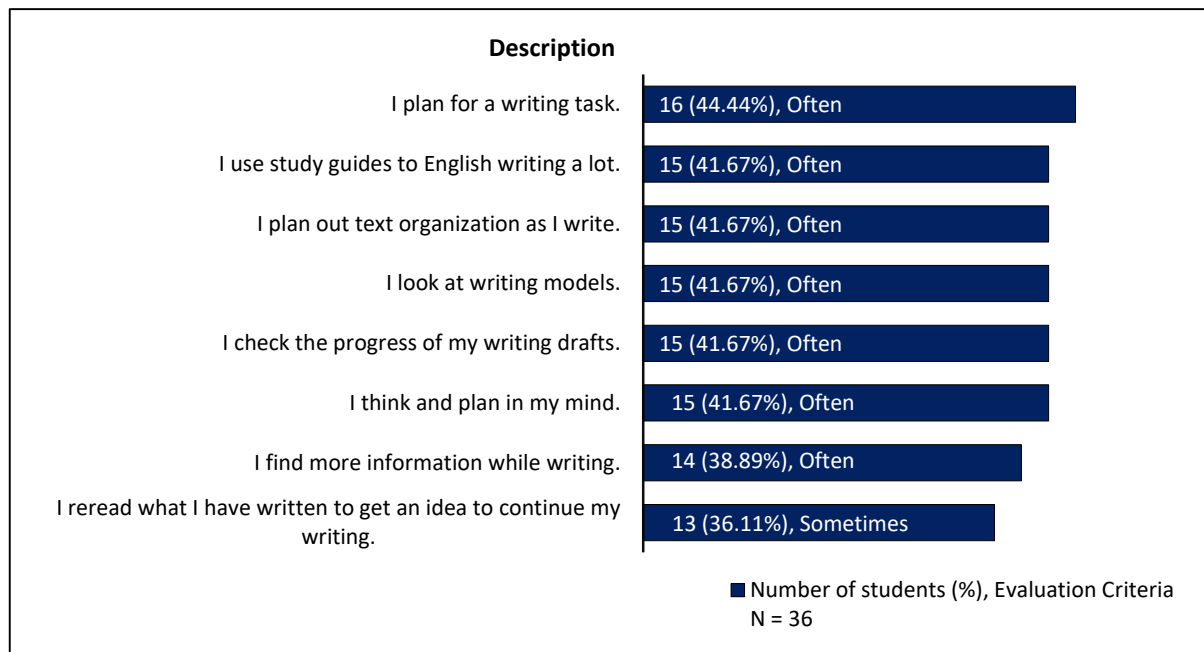 Description
I plan for a writing task.
16 (44.44%), Often
I use study guides to English writing a lot.
15 (41.67%), Often
I plan out text organization as I write.
15 (41.67%), Often
I look at writing models.
15 (41.67%), Often
I check the progress of my writing drafts.
15 (41.67%), Often
I think and plan in my mind.
15 (41.67%), Often
I find more information while writing.
14 (38.89%), Often
I reread what I have written to get an idea to continue my
writing.
13 (36.11%), Sometimes
Number of students (%), Evaluation Criteria
N = 36